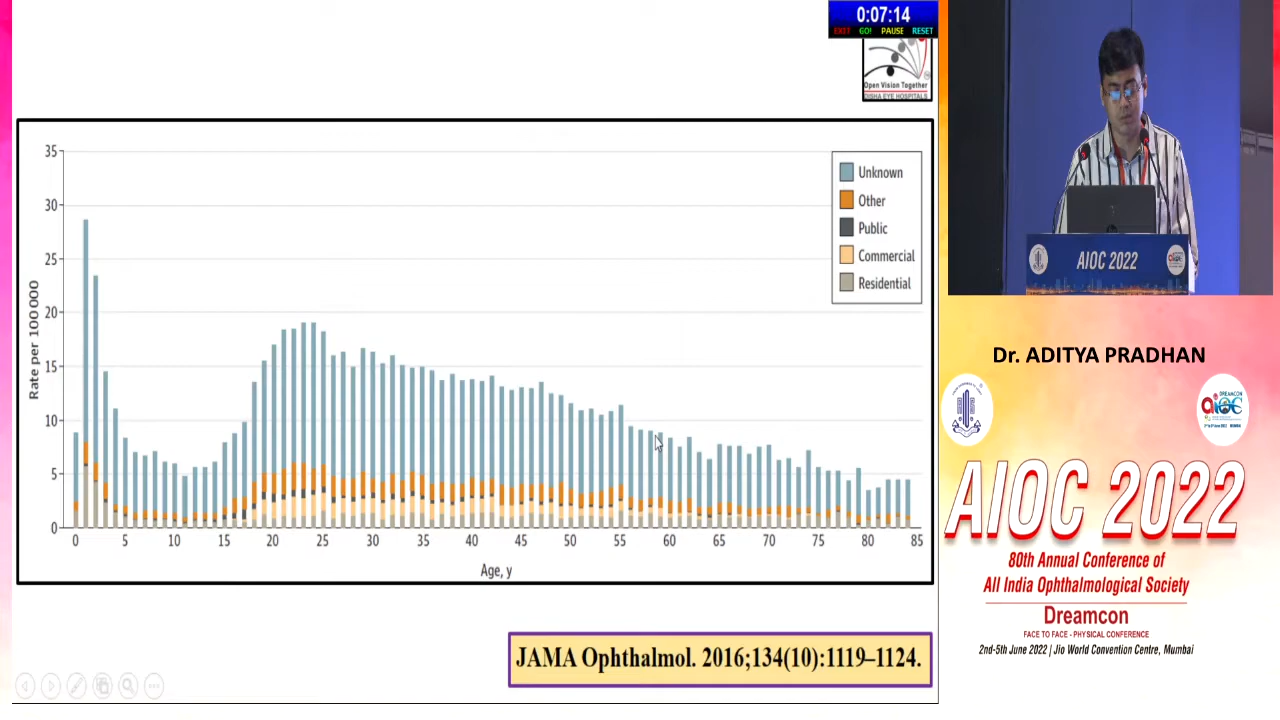 0:07:14
EXIT GO! PAUSE RESET
Open Vision Together
DISHA EYE HOSPITALS
35
30
25
20
15
10
5
0
Rate per 100000
Unknown
Other
Public
Commercial
Residential
0 5 10 15 20 25 30 35 40 45 50 55 60 65 70 75 80 85
Age, y
JAMA Ophthalmol. 2016;134(10):1119–1124.
AIOC 2022
Dr. ADITYA PRADHAN
AIOC 2022
80th Annual Conference of
All India Ophthalmological Society
Dreamcon
FACE TO FACE - PHYSICAL CONFERENCE
2nd-5th June 2022 | Jio World Convention Centre, Mumbai